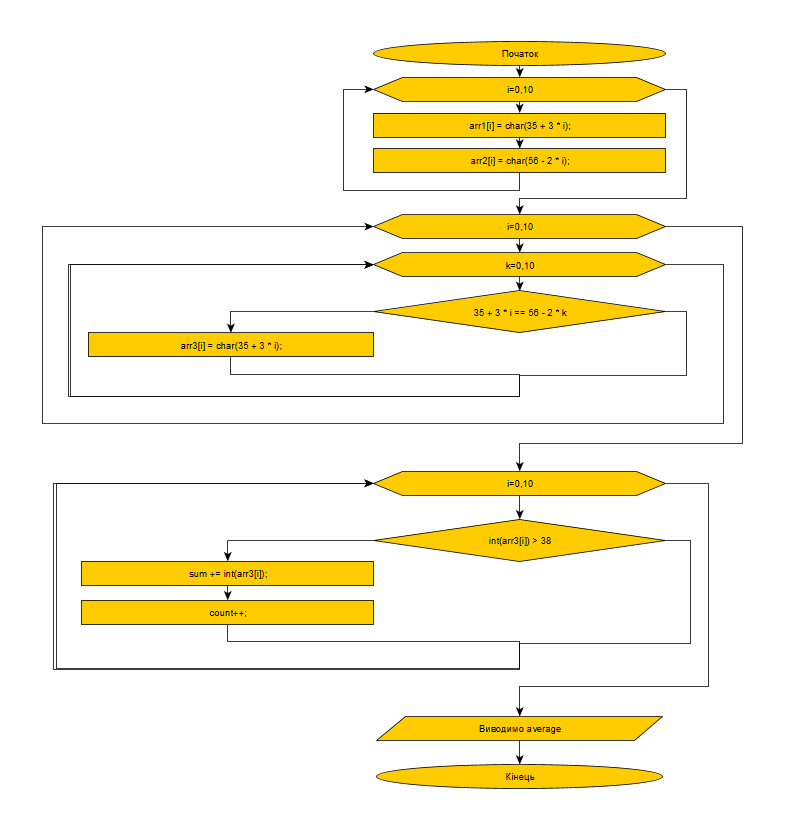 Початок
i=0,10
arr1[i] = char(35 + 3 * i);
arr2[i] = char(56 - 2 * i);
i=0,10
k=0,10
35 + 3 * i == 56 - 2 * k
arr3[i] = char(35 + 3 * i);
i=0,10
int(arr3[i]) > 38
sum += int(arr3[i]);
count++;
Виводимо average
Кінець